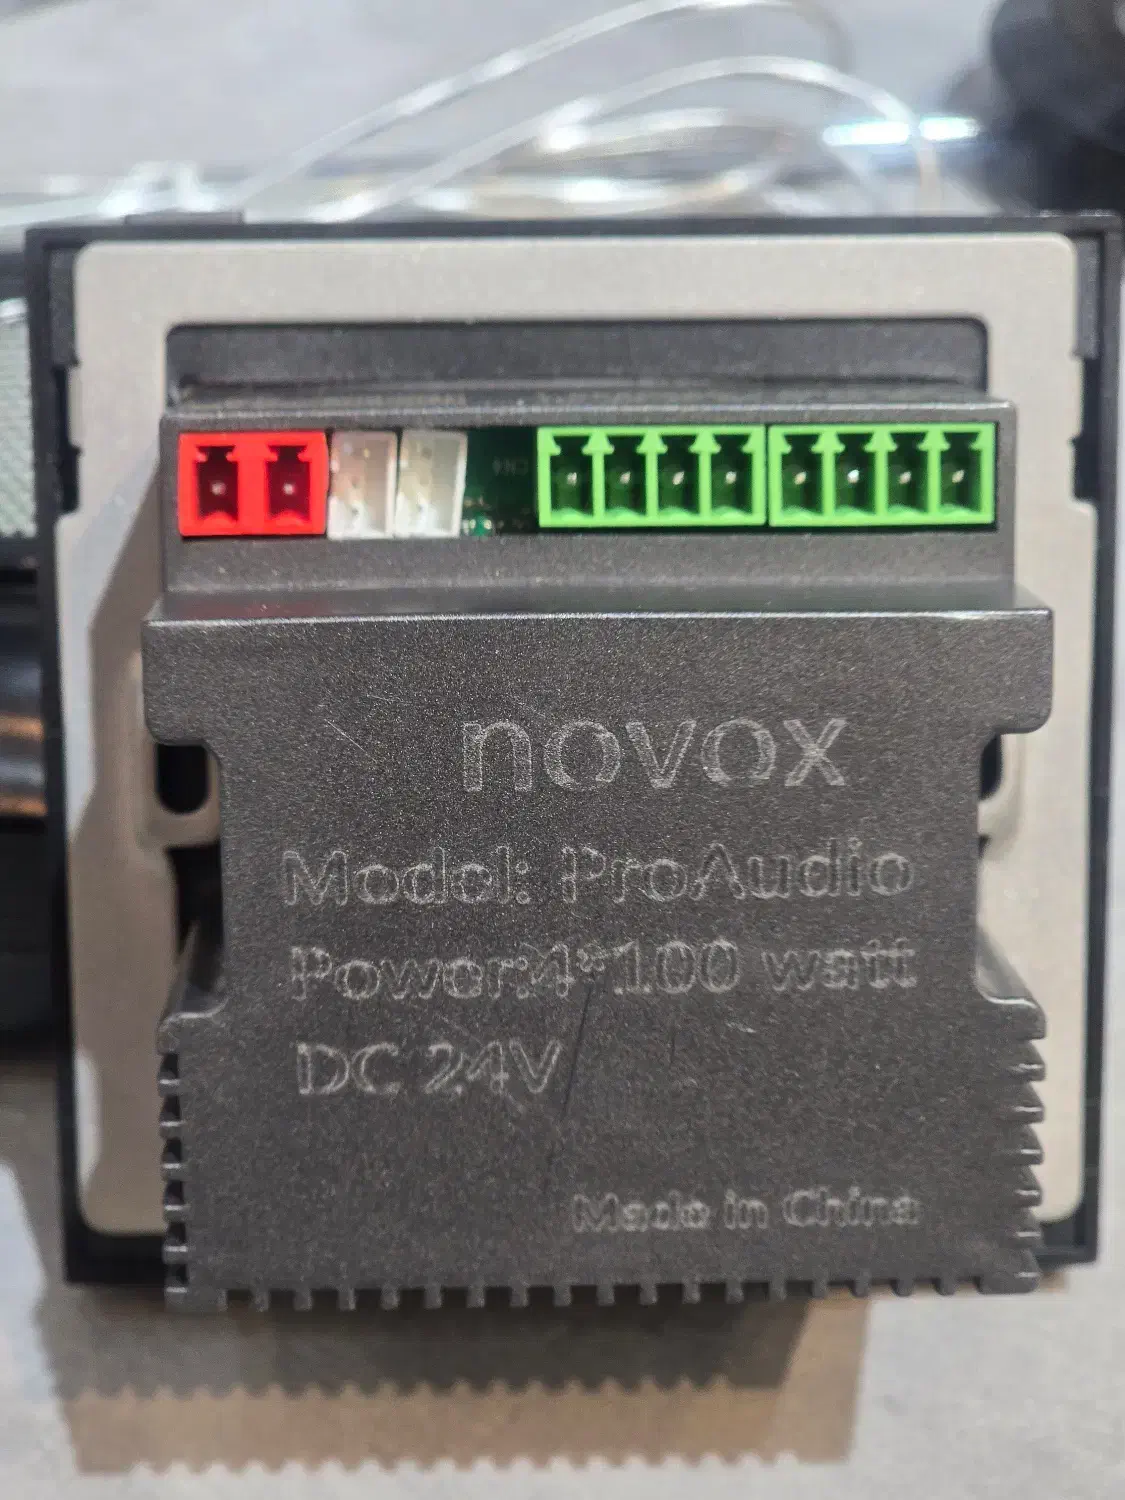 novox
Model: ProAudio
Power:4*100 watt
DC 24V
Made in China